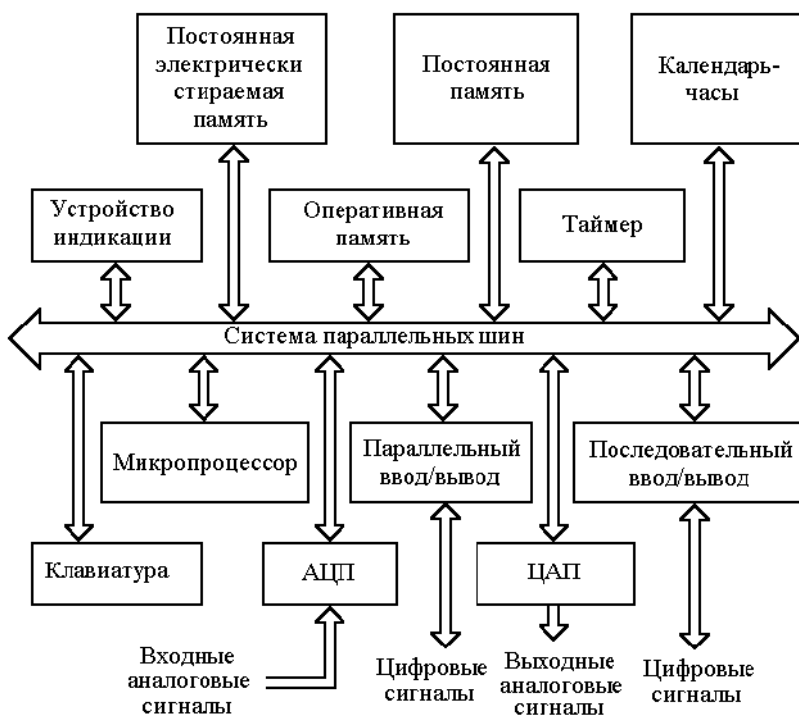 Постоянная
электрически
стираемая
память
Постоянная
память
Календарь-
часы
Устройство
индикации
Оперативная
память
Таймер
Система параллельных шин
Микропроцессор
Параллельный
ввод/вывод
Последовательный
ввод/вывод
Клавиатура
АЦП
ЦАП
Входные
аналоговые
сигналы
Цифровые
сигналы
Выходные
аналоговые
сигналы
Цифровые
сигналы